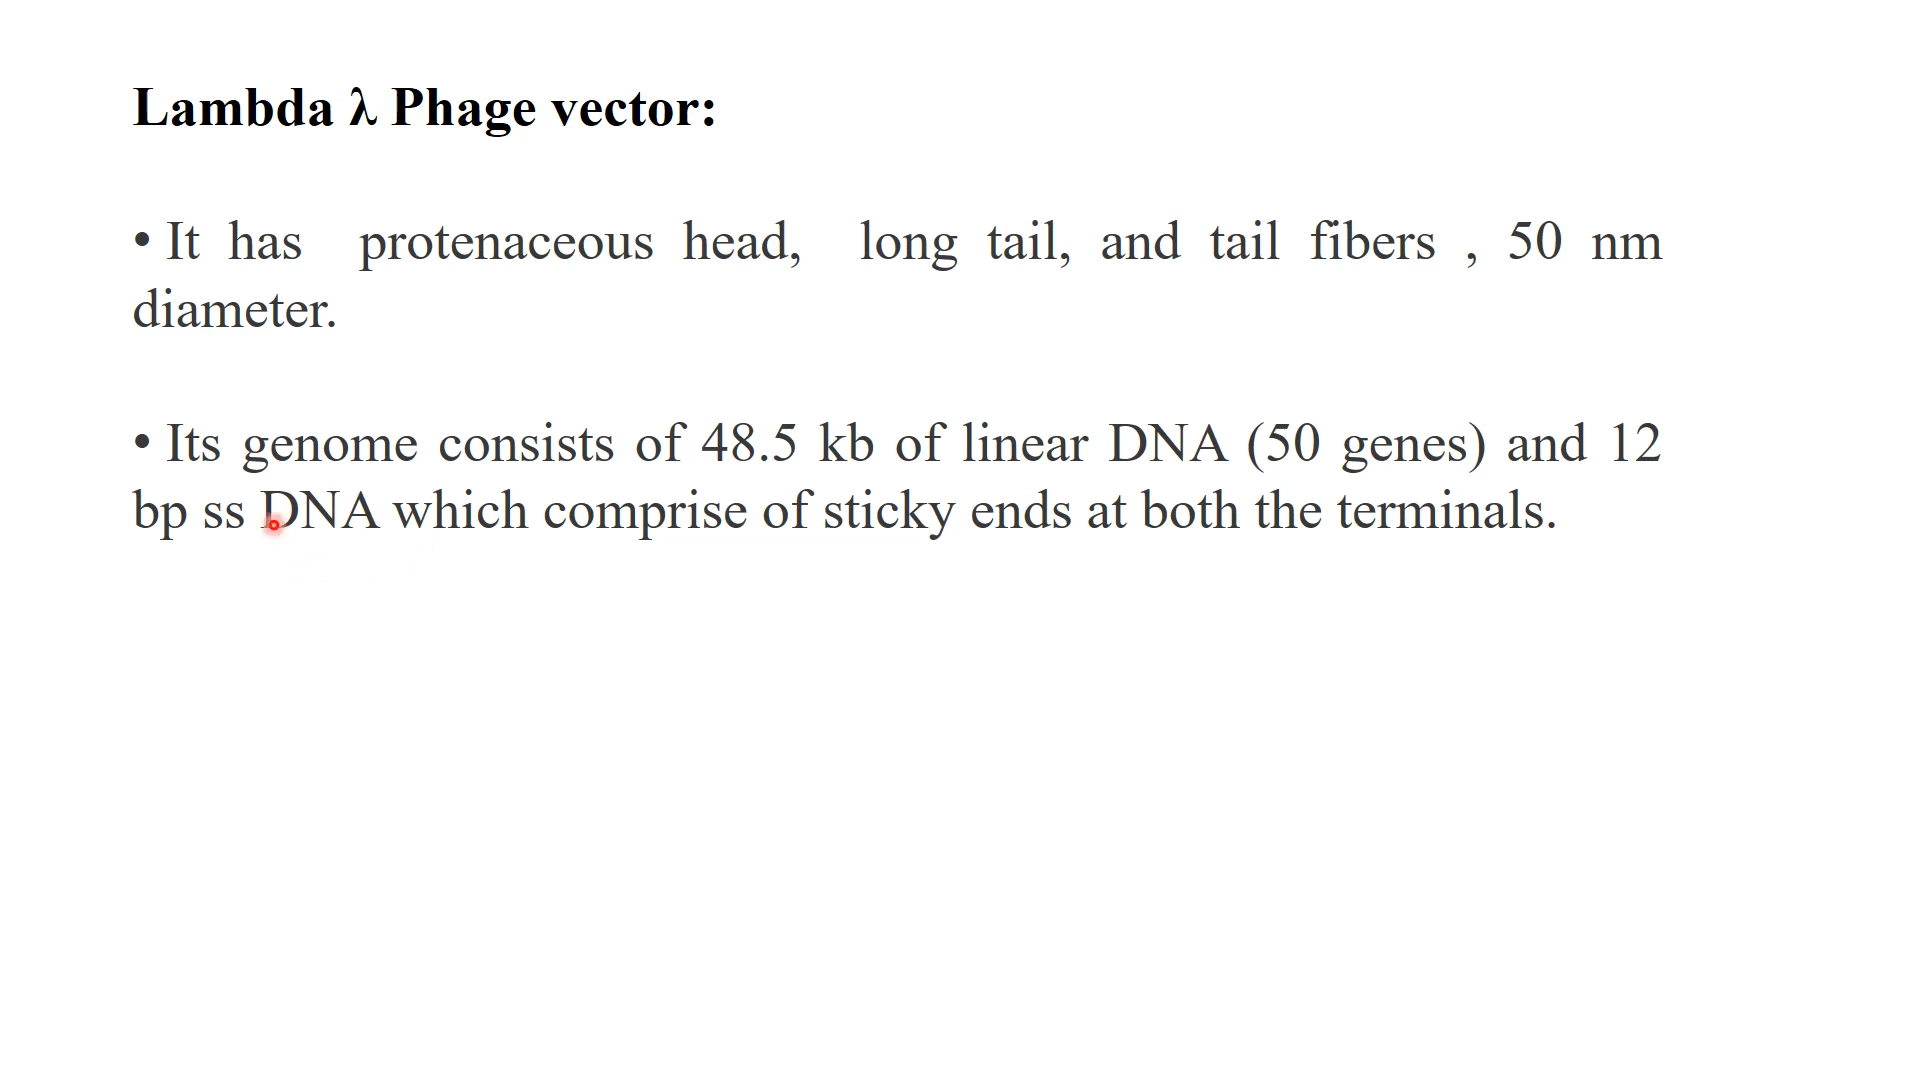 Lambda λ Phage vector:
• It has protenaceous head, long tail, and tail fibers , 50 nm
diameter.
• Its genome consists of 48.5 kb of linear DNA (50 genes) and 12
bp ss DNA which comprise of sticky ends at both the terminals.